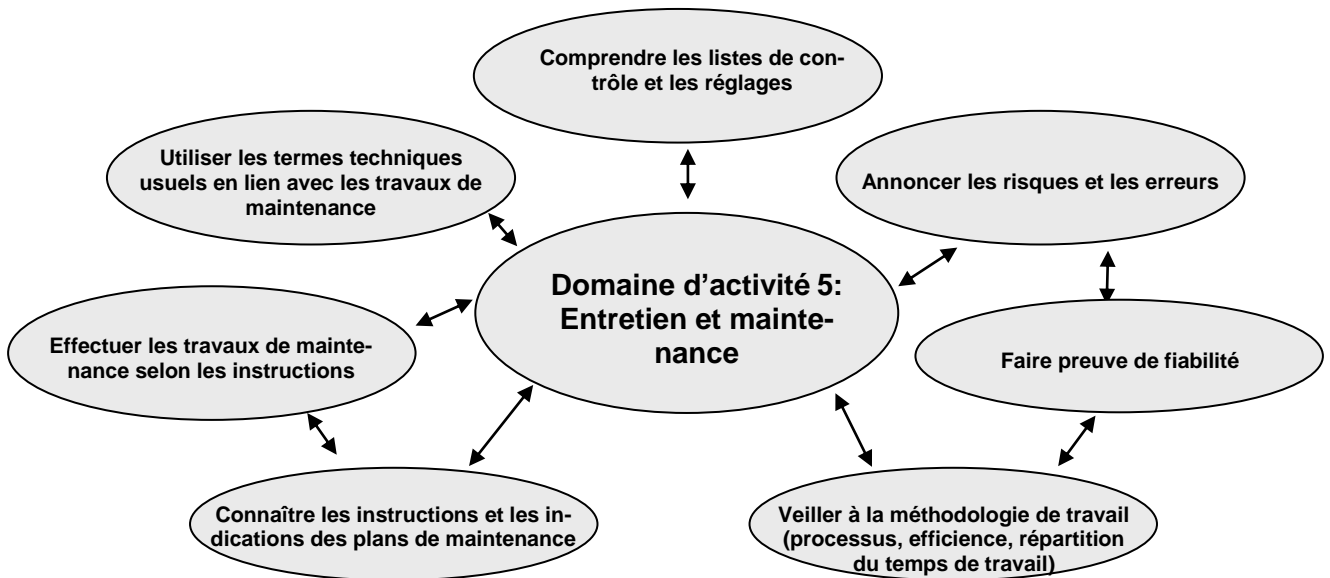 Comprendre les listes de con-
trôle et les réglages
Utiliser les termes techniques
usuels en lien avec les travaux de
maintenance
Annoncer les risques et les erreurs
Domaine d’activité 5:
Entretien et mainte-
nance
Effectuer les travaux de mainte-
nance selon les instructions
Faire preuve de fiabilité
Connaître les instructions et les in-
dications des plans de maintenance
Veiller à la méthodologie de travail
(processus, efficience, répartition
du temps de travail)